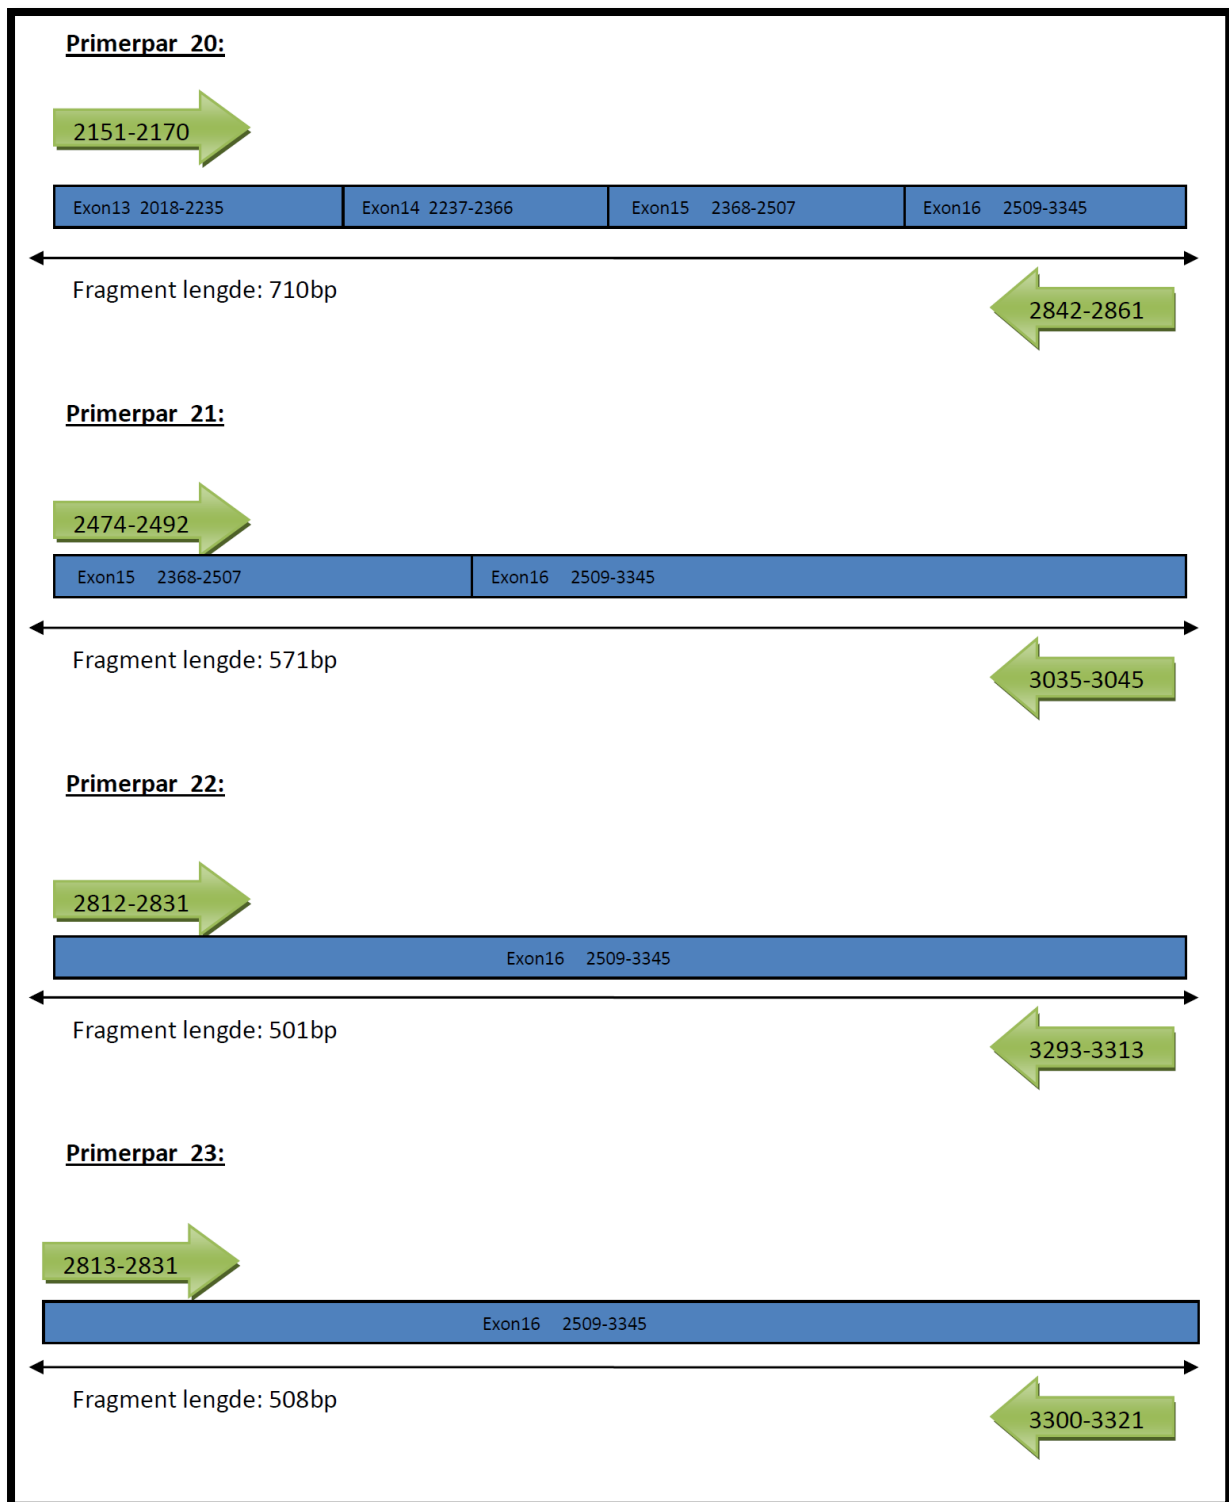 Primerpar 20:
2151-2170
Exon13 2018-2235 Exon14 2237-2366 Exon15 2368-2507 Exon16 2509-3345
Fragment lengde: 710bp
2842-2861
Primerpar 21:
2474-2492
Exon15 2368-2507 Exon16 2509-3345
Fragment lengde: 571bp
3035-3045
Primerpar 22:
2812-2831
Exon16 2509-3345
Fragment lengde: 501bp
3293-3313
Primerpar 23:
2813-2831
Exon16 2509-3345
Fragment lengde: 508bp
3300-3321